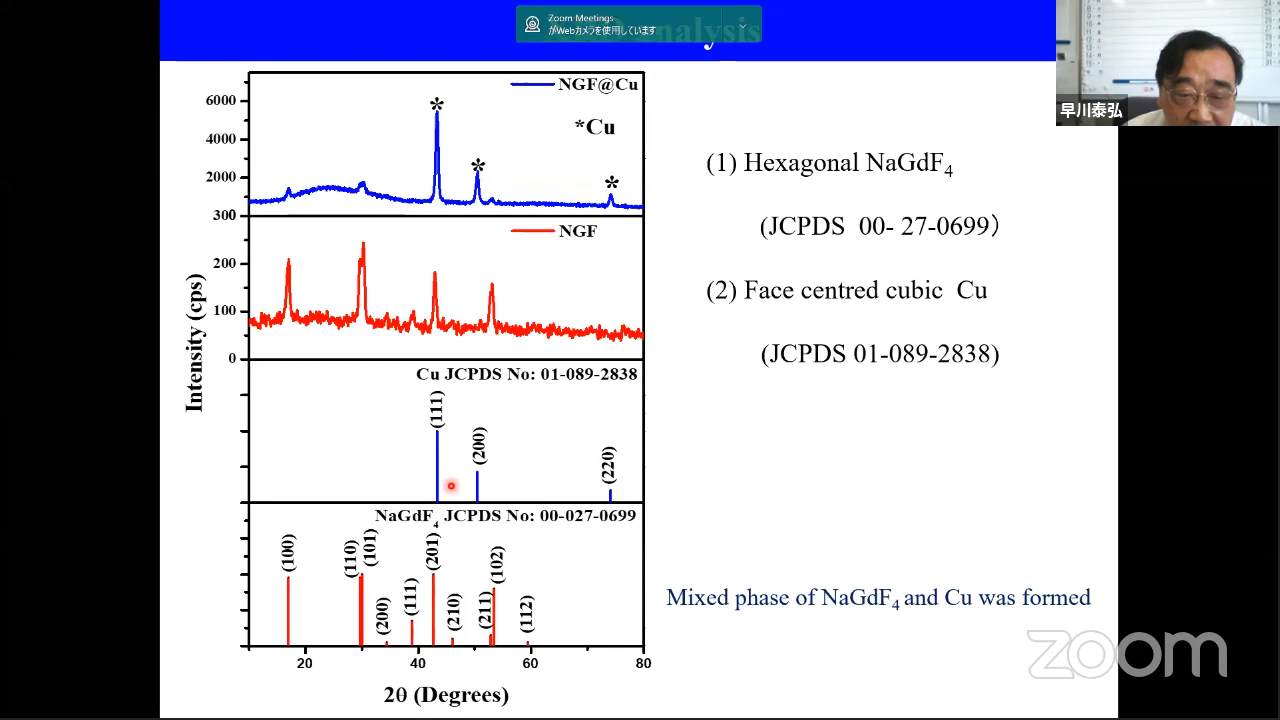 Zoom Meetings
がWebカメラを使用しています
analysis
早川泰弘
NGF@Cu
*Cu
*
*
*
6000
4000
2000
300
NGF
200
100
0
Intensity (cps)
Cu JCPDS No: 01-089-2838
(111)
(200)
(220)
NaGdF4 JCPDS No: 00-027-0699
(100)
(110)
(101)
(200)
(111)
(201)
(210)
(211)
(102)
(112)
20
40
60
80
2θ (Degrees)
(1) Hexagonal NaGdF4
(JCPDS 00- 27-0699）
(2) Face centred cubic Cu
(JCPDS 01-089-2838)
Mixed phase of NaGdF4 and Cu was formed
zoom